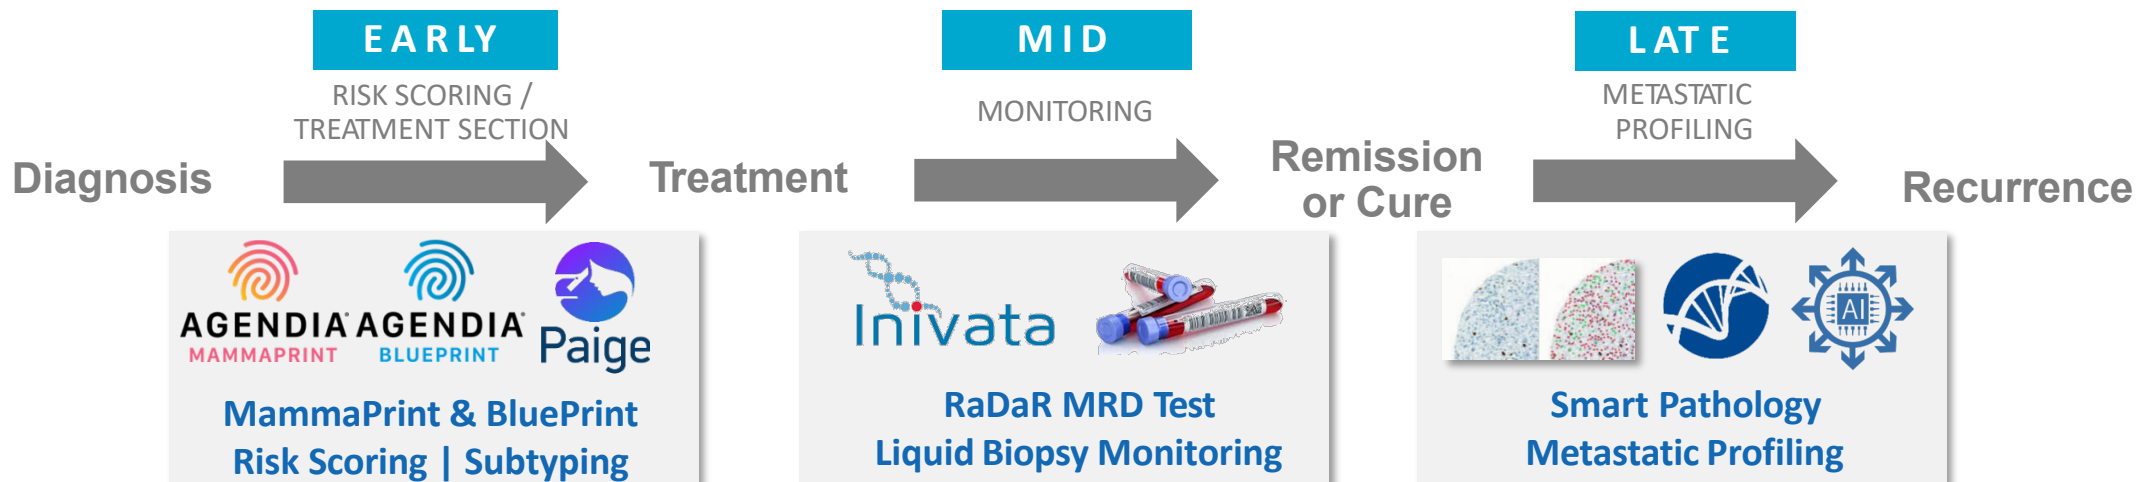 EARLY
RISK SCORING /
TREATMENT SECTION
MID
MONITORING
LATE
METASTATIC
PROFILING
Diagnosis
Treatment
Remission
or Cure
Recurrence
AGENDIA
MAMMAPRINT
AGENDIA
BLUEPRINT
Paige
MammaPrint & BluePrint
Risk Scoring | Subtyping
Inivata
RaDaR MRD Test
Liquid Biopsy Monitoring
AI
Smart Pathology
Metastatic Profiling